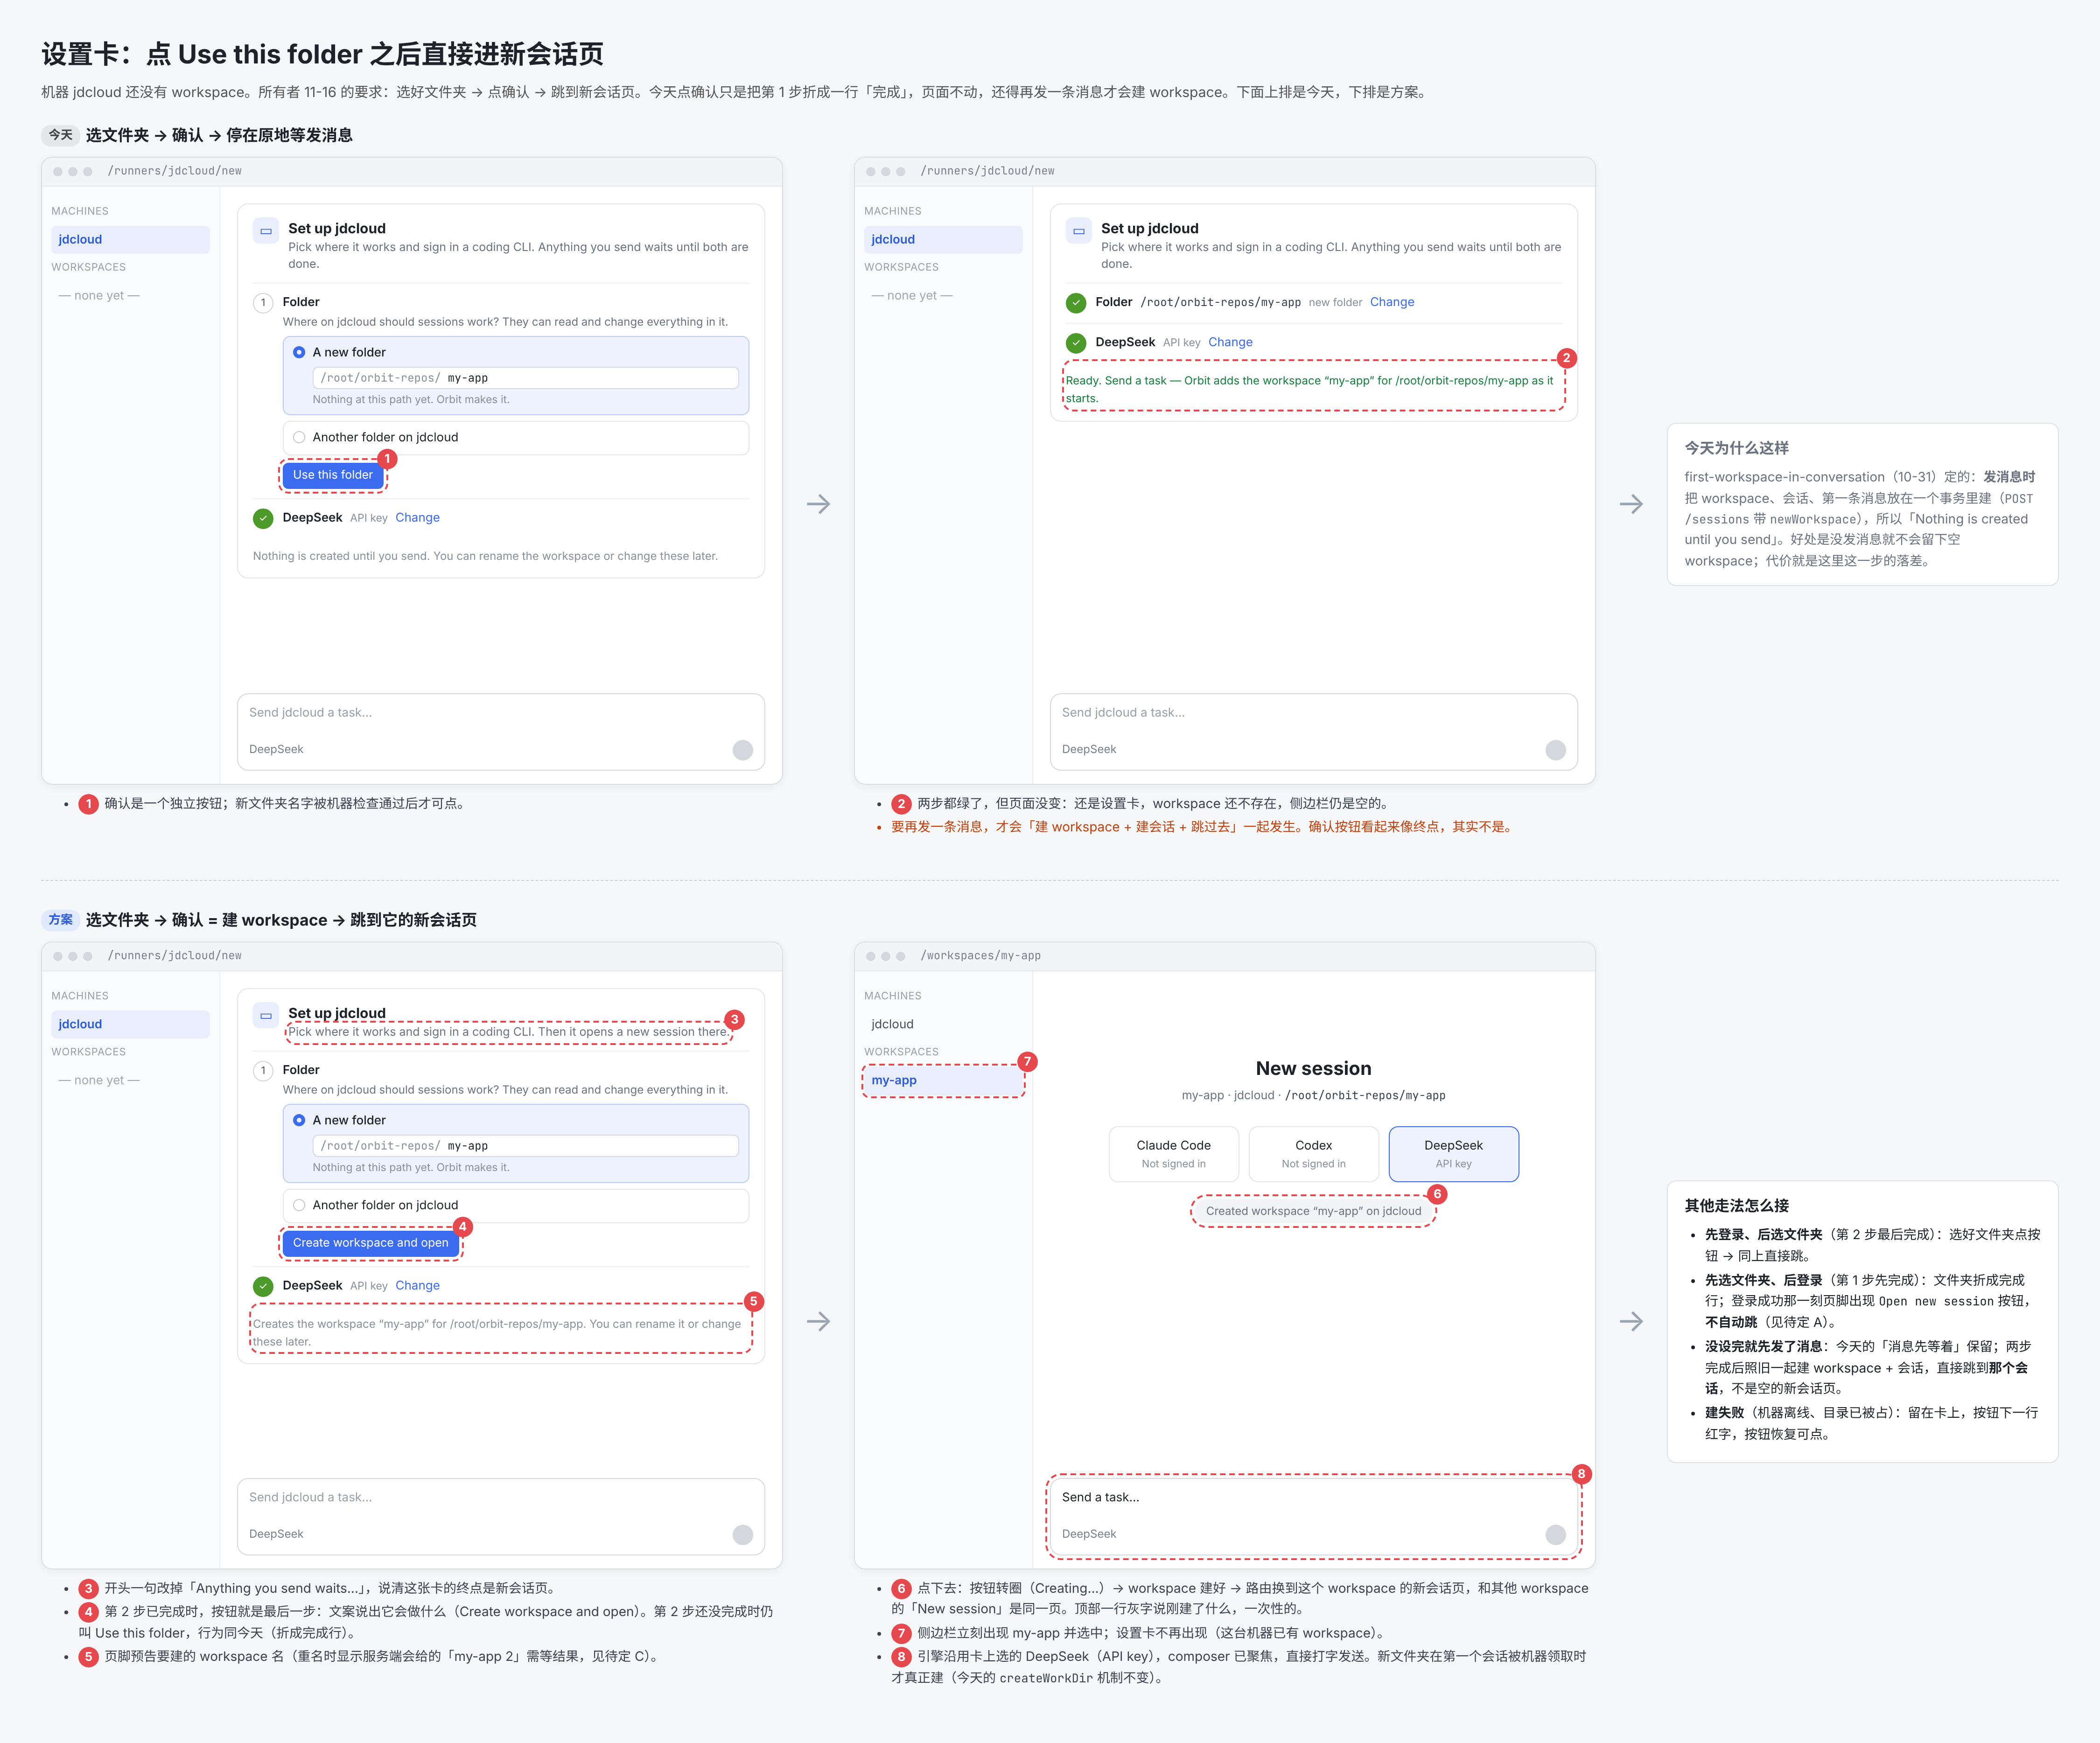 设置卡：点 Use this folder 之后直接进新会话页
机器 jdcloud 还没有 workspace。所有者 11-16 的要求：选好文件夹 → 点确认 → 跳到新会话页。今天点确认只是把第 1 步折成一行「完成」，页面不动，还得再发一条消息才会建 workspace。下面上排是今天，下排是方案。
今天 选文件夹 → 确认 → 停在原地等发消息
/runners/jdcloud/new
MACHINES
jdcloud
WORKSPACES
— none yet —
Set up jdcloud
Pick where it works and sign in a coding CLI. Anything you send waits until both are
done.
1 Folder
Where on jdcloud should sessions work? They can read and change everything in it.
A new folder
/root/orbit-repos/ my-app
Nothing at this path yet. Orbit makes it.
Another folder on jdcloud
1
Use this folder
✓ DeepSeek API key Change
Nothing is created until you send. You can rename the workspace or change these later.
Send jdcloud a task…
DeepSeek
• 1 确认是一个独立按钮；新文件夹名字被机器检查通过后才可点。
→
/runners/jdcloud/new
MACHINES
jdcloud
WORKSPACES
— none yet —
Set up jdcloud
Pick where it works and sign in a coding CLI. Anything you send waits until both are
done.
✓ Folder /root/orbit-repos/my-app new folder Change
✓ DeepSeek API key Change
2
Ready. Send a task — Orbit adds the workspace “my-app” for /root/orbit-repos/my-app as it
starts.
Send jdcloud a task…
DeepSeek
• 2 两步都绿了，但页面没变：还是设置卡，workspace 还不存在，侧边栏仍是空的。
• 要再发一条消息，才会「建 workspace + 建会话 + 跳过去」一起发生。确认按钮看起来像终点，其实不是。
→
今天为什么这样
first-workspace-in-conversation（10-31）定的：发消息时
把 workspace、会话、第一条消息放在一个事务里建（POST
/sessions 带 newWorkspace），所以「Nothing is created
until you send」。好处是没发消息就不会留下空
workspace；代价就是这里这一步的落差。
方案 选文件夹 → 确认 = 建 workspace → 跳到它的新会话页
/runners/jdcloud/new
MACHINES
jdcloud
WORKSPACES
— none yet —
Set up jdcloud
3
Pick where it works and sign in a coding CLI. Then it opens a new session there.
1 Folder
Where on jdcloud should sessions work? They can read and change everything in it.
A new folder
/root/orbit-repos/ my-app
Nothing at this path yet. Orbit makes it.
Another folder on jdcloud
4
Create workspace and open
✓ DeepSeek API key Change
5
Creates the workspace “my-app” for /root/orbit-repos/my-app. You can rename it or change
these later.
Send jdcloud a task…
DeepSeek
• 3 开头一句改掉「Anything you send waits…」，说清这张卡的终点是新会话页。
• 4 第 2 步已完成时，按钮就是最后一步：文案说出它会做什么（Create workspace and open）。第 2 步还没完成时仍
叫 Use this folder，行为同今天（折成完成行）。
• 5 页脚预告要建的 workspace 名（重名时显示服务端会给的「my-app 2」需等结果，见待定 C）。
→
/workspaces/my-app
MACHINES
jdcloud
WORKSPACES
7
my-app
New session
my-app · jdcloud · /root/orbit-repos/my-app
Claude Code
Not signed in
Codex
Not signed in
DeepSeek
API key
6
Created workspace “my-app” on jdcloud
8
Send a task…
DeepSeek
• 6 点下去：按钮转圈（Creating…）→ workspace 建好 → 路由换到这个 workspace 的新会话页，和其他 workspace
的「New session」是同一页。顶部一行灰字说刚建了什么，一次性的。
• 7 侧边栏立刻出现 my-app 并选中；设置卡不再出现（这台机器已有 workspace）。
• 8 引擎沿用卡上选的 DeepSeek（API key），composer 已聚焦，直接打字发送。新文件夹在第一个会话被机器领取时
才真正建（今天的 createWorkDir 机制不变）。
→
其他走法怎么接
• 先登录、后选文件夹（第 2 步最后完成）：选好文件夹点按
钮 → 同上直接跳。
• 先选文件夹、后登录（第 1 步先完成）：文件夹折成完成
行；登录成功那一刻页脚出现 Open new session 按钮，
不自动跳（见待定 A）。
• 没设完就先发了消息：今天的「消息先等着」保留；两步
完成后照旧一起建 workspace + 会话，直接跳到那个会
话，不是空的新会话页。
• 建失败（机器离线、目录已被占）：留在卡上，按钮下一行
红字，按钮恢复可点。